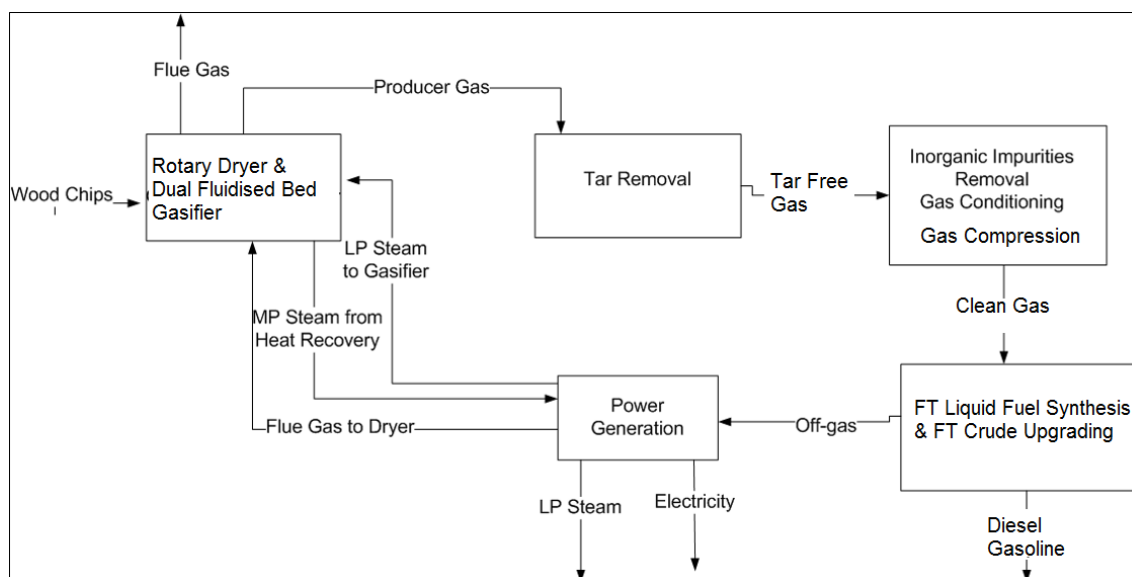 Flue Gas
Producer Gas
Rotary Dryer &
Dual Fluidised Bed
Gasifier
Wood Chips
Tar Removal
Tar Free
Gas
Inorganic Impurities
Removal
Gas Conditioning
Gas Compression
LP Steam
to Gasifier
Clean Gas
MP Steam from
Heat Recovery
Power
Generation
Flue Gas to Dryer
Off-gas
FT Liquid Fuel Synthesis
& FT Crude Upgrading
LP Steam
Electricity
Diesel
Gasoline